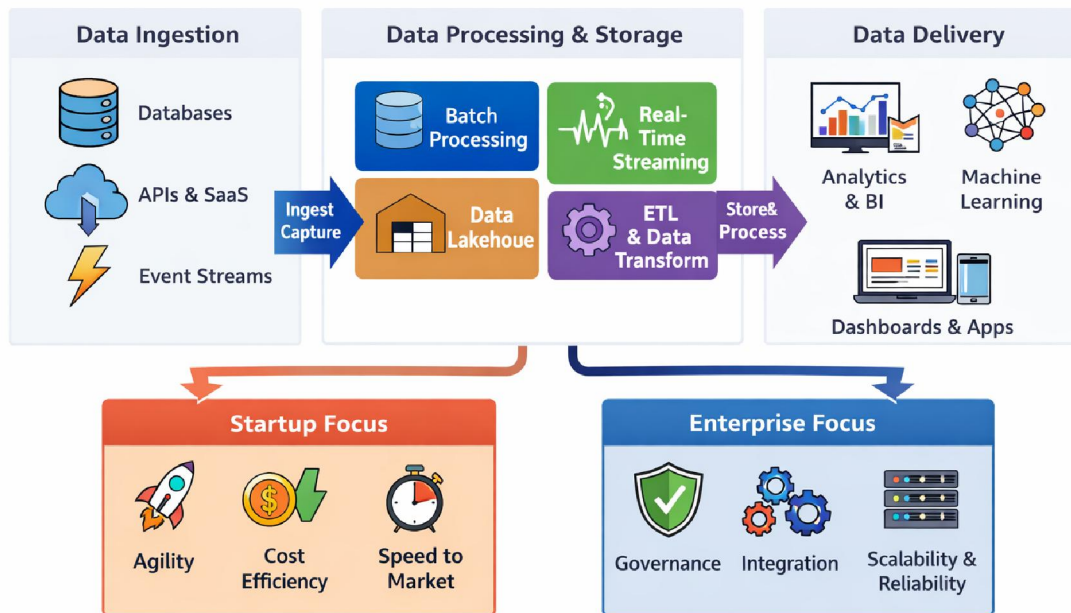 Data Ingestion
Databases
APIs & SaaS
Event Streams
Ingest
Capture
Data Processing & Storage
Batch
Processing
Real-
Time
Streaming
Data
Lakehoue
ETL
& Data
Transform
Store&
Process
Data Delivery
Analytics
& BI
Machine
Learning
Dashboards & Apps
Startup Focus
Agility
Cost
Efficiency
Speed to
Market
Enterprise Focus
Governance
Integration
Scalability &
Reliability